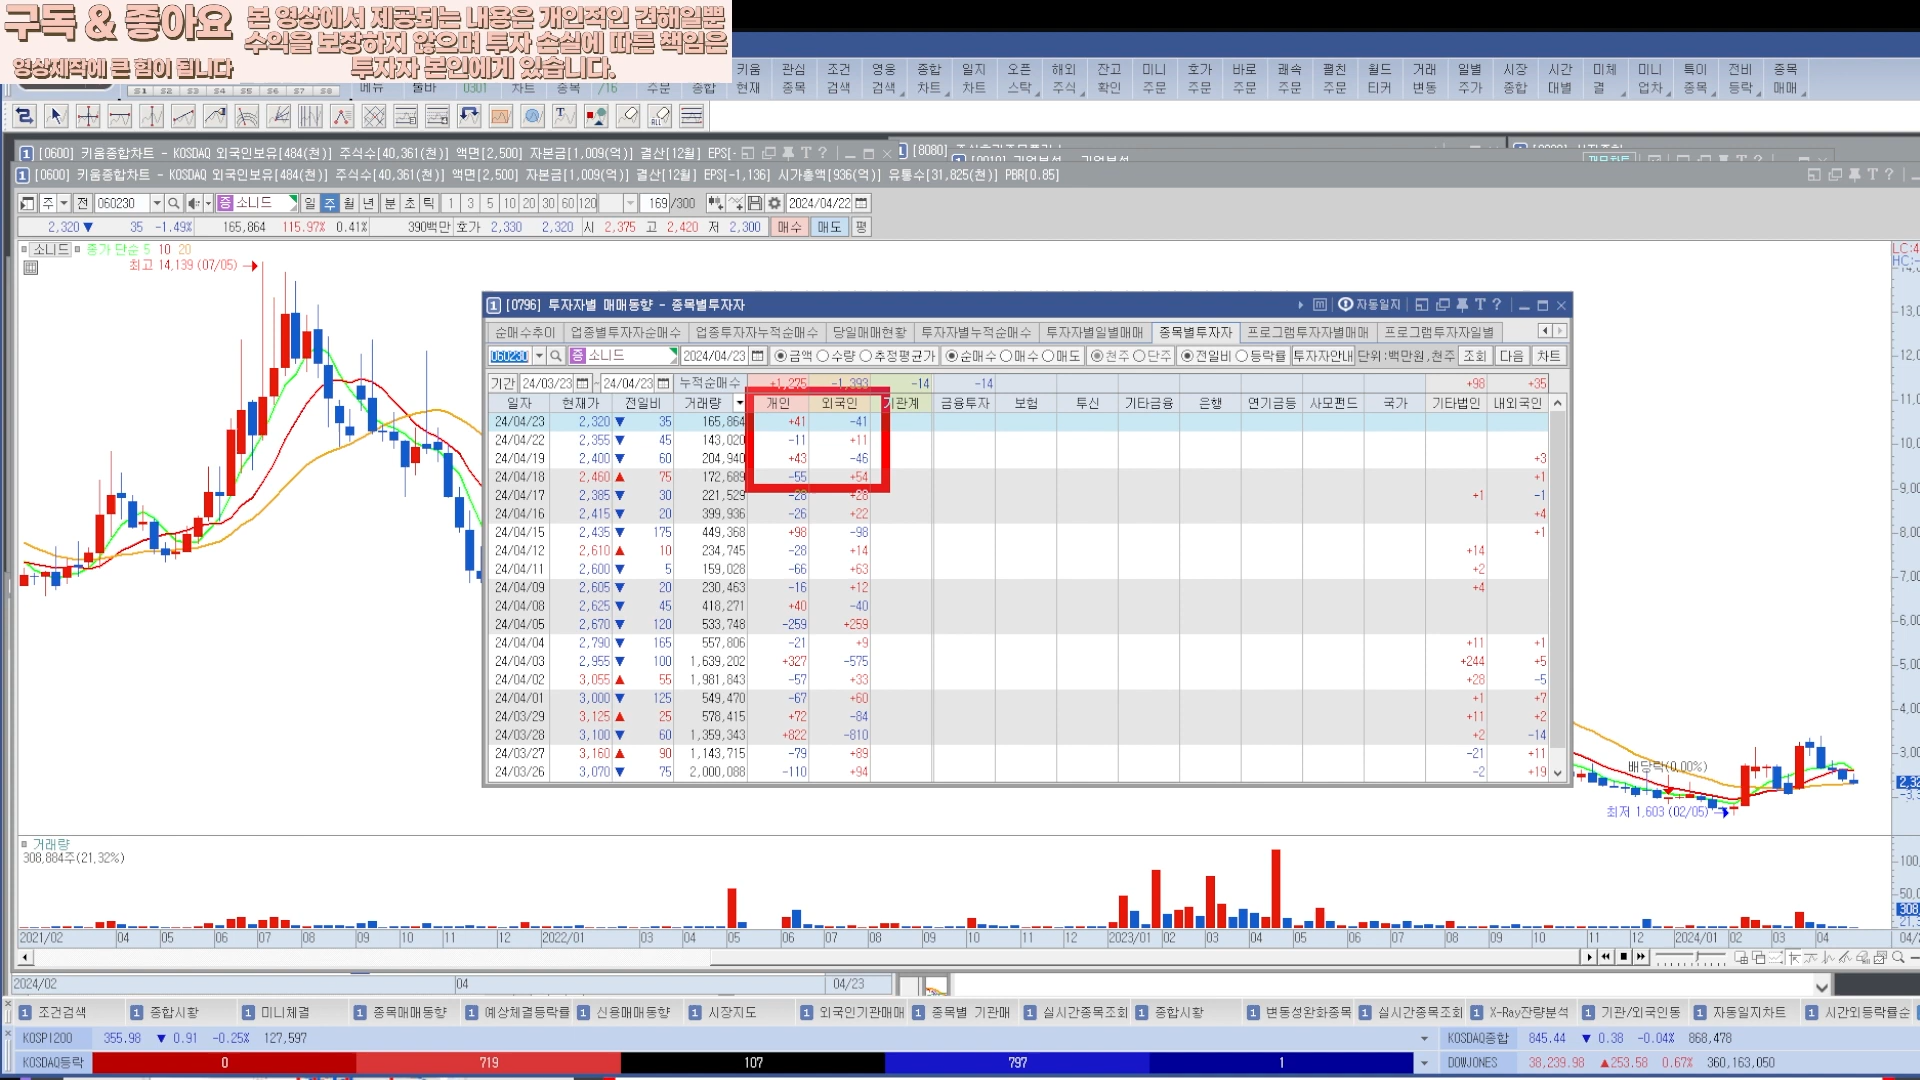 구독 & 좋아요
영상제작에 큰 힘이 됩니다
본 영상에서 제공되는 내용은 개인적인 견해일뿐
수익을 보장하지 않으며 투자 손실에 따른 책임은
투자자 본인에게 있습니다.
키움 관심 조건 영웅 종합 일지 오픈 해외 잔고 미니 호가 바로 쾌속 펼친 월드 거래 일별 시장 시간 미체 미니 특이 전비 종목
현재 종목 검색 검색 차트 차트 스탁 주식 확인 주문 주문 주문 주문 주문 티커 변동 주가 종합 대별 결 업차 종목 등락 매매
S1 S2 S3 S4 S5 S6 S7 S8 메뉴 툴바 0301 차트 종목 /16 주문 종합
1 [0600] 키움종합차트 - KOSDAQ 외국인보유[484(천)] 주식수[40,361(천)] 액면[2,500] 자본금[1,009(억)] 결산[12월] EPS[-
[8080]
1 [0600] 키움종합차트 - KOSDAQ 외국인보유[484(천)] 주식수[40,361(천)] 액면[2,500] 자본금[1,009(억)] 결산[12월] EPS[-1,136] 시가총액[936(억)] 유통수[31,825(천)] PBR[0.85]
주 전 060230 증 소니드 일 주 월 년 분 초 틱 1 3 5 10 20 30 60 120 169 /300 2024/04/22
2,320 ▼ 35 -1.49% 165,864 115.97% 0.41% 390백만 호가 2,330 2,320 시 2,375 고 2,420 저 2,300 매수 매도 평
소니드 종가 단순 5 10 20
최고 14,139 (07/05)
1 [0796] 투자자별 매매동향 - 종목별투자자 자동일지
순매수추이 업종별투자자순매수 업종투자자누적순매수 당일매매현황 투자자별누적순매수 투자자별일별매매 종목별투자자 프로그램투자자별매매 프로그램투자일별
060230 증 소니드 2024/04/23 금액 수량 추정평균가 순매수 매수 매도 천주 단주 전일비 등락률 투자자안내 단위:백만원,천주 조회 다음 차트
기간 24/03/23 ~ 24/04/23 누적순매수 +1,275 -1,393 -14 -14 +98 +35
일자 현재가 전일비 거래량 개인 외국인 기관계 금융투자 보험 투신 기타금융 은행 연기금등 사모펀드 국가 기타법인 내외국인
24/04/23 2,320 ▼ 35 165,864 +41 -41
24/04/22 2,355 ▼ 45 143,020 -11 +11
24/04/19 2,400 ▼ 60 204,940 +43 -46 +3
24/04/18 2,460 ▲ 75 172,689 -55 +54 +1
24/04/17 2,385 ▼ 30 221,529 -28 +28 +1 -1
24/04/16 2,415 ▼ 20 399,936 -26 +22 +4
24/04/15 2,435 ▼ 175 449,368 +98 -98 +1
24/04/12 2,610 ▲ 10 234,745 -28 +14 +14
24/04/11 2,600 ▼ 5 159,028 -66 +63 +2
24/04/09 2,605 ▼ 20 230,463 -16 +12 +4
24/04/08 2,625 ▼ 45 418,271 +40 -40
24/04/05 2,670 ▼ 120 533,748 -259 +259
24/04/04 2,790 ▼ 165 557,806 -21 +9 +11 +1
24/04/03 2,955 ▼ 100 1,639,202 +327 -575 +244 +5
24/04/02 3,055 ▲ 55 1,981,843 -57 +33 +28 -5
24/04/01 3,000 ▼ 125 549,470 -67 +60 +1 +7
24/03/29 3,125 ▲ 25 578,415 +72 -84 +11 +2
24/03/28 3,100 ▼ 60 1,359,343 +822 -810 +2 -14
24/03/27 3,160 ▲ 90 1,143,715 -79 +89 -21 +11
24/03/26 3,070 ▼ 75 2,000,088 -110 +94 -2 +19
배당락(0,00%)
최저 1,603 (02/05)
거래량
308,884주(21,32%)
2021/02 04 05 06 07 08 09 10 11 12 2022/01 03 04 05 06 07 08 09 10 11 12 2023/01 02 03 04 05 06 07 08 09 10 11 12 2024/01 02 03 04
2024/02 04 04/23
1 조건검색 1 종합시황 1 미니체결 1 종목매매동향 1 예상체결등락률 1 신용매매동향 1 시장지도 1 외국인기관매매 1 종목별 기관매 1 실시간종목조회 1 종합시황 1 변동성완화종목 1 실시간종목조회 1 X-Ray잔량분석 1 기관/외국인동 1 자동일지차트 1 시간외등락률순
KOSPI200 355.98 ▼ 0.91 -0.25% 127,597 KOSDAQ종합 845.44 ▼ 0.38 -0.04% 868,478
KOSDAQ등락 0 719 107 797 1 DOWJONES 38,239.98 ▲253.58 0.67% 360,163,050